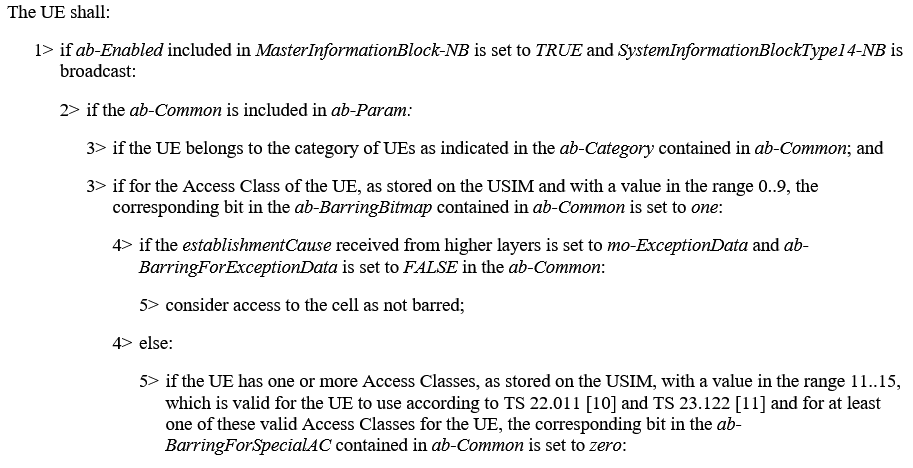 The UE shall:
1> if ab-Enabled included in MasterInformationBlock-NB is set to TRUE and SystemInformationBlockType14-NB is
broadcast:
2> if the ab-Common is included in ab-Param:
3> if the UE belongs to the category of UEs as indicated in the ab-Category contained in ab-Common; and
3> if for the Access Class of the UE, as stored on the USIM and with a value in the range 0..9, the
corresponding bit in the ab-BarringBitmap contained in ab-Common is set to one:
4> if the establishmentCause received from higher layers is set to mo-ExceptionData and ab-
BarringForExceptionData is set to FALSE in the ab-Common:
5> consider access to the cell as not barred;
4> else:
5> if the UE has one or more Access Classes, as stored on the USIM, with a value in the range 11..15,
which is valid for the UE to use according to TS 22.011 [10] and TS 23.122 [11] and for at least
one of these valid Access Classes for the UE, the corresponding bit in the ab-
BarringForSpecialAC contained in ab-Common is set to zero: